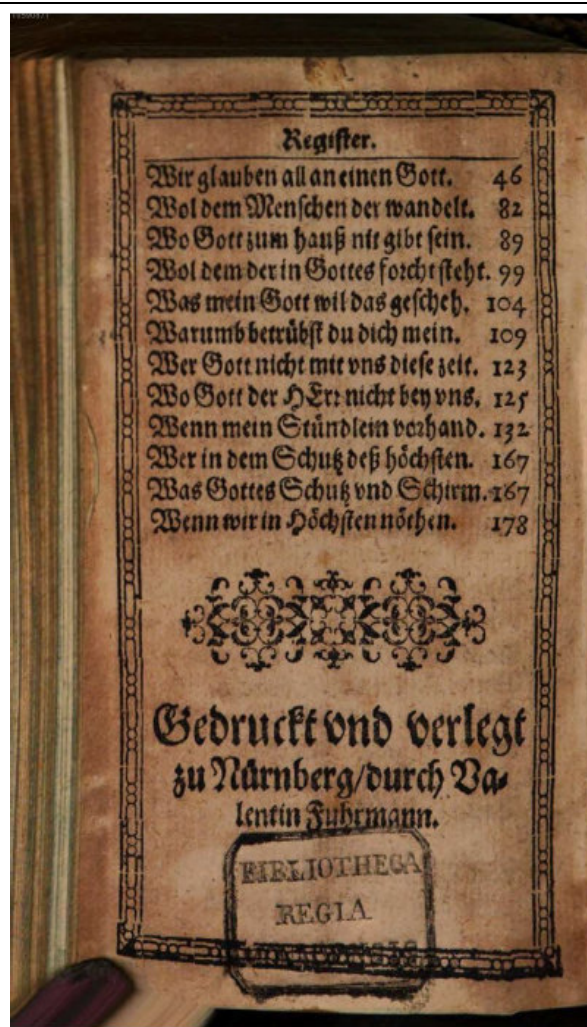 Register.
Wir glauben all an einen Gott. 46
Wol dem Menschen der wandelt. 82
Wo Gott zum hauß nit gibt sein. 89
Wol dem der in Gottes forcht steht. 99
Was mein Gott wil das gescheh. 104
Warumb betrübst du dich mein. 109
Wer Gott nicht mit vns diese zeit. 123
Wo Gott der HErr nicht bey vns. 125
Wenn mein Stündlein vorhand. 132
Wer in dem Schutz deß höchsten. 167
Was Gottes Schutz vnd Schirm. 167
Wenn wir in Höchsten nöthen. 178
Gedruckt vnd verlegt
zu Nürnberg/durch Va-
lentin Fuhrmann.
BIBLIOTHECA
REGIA